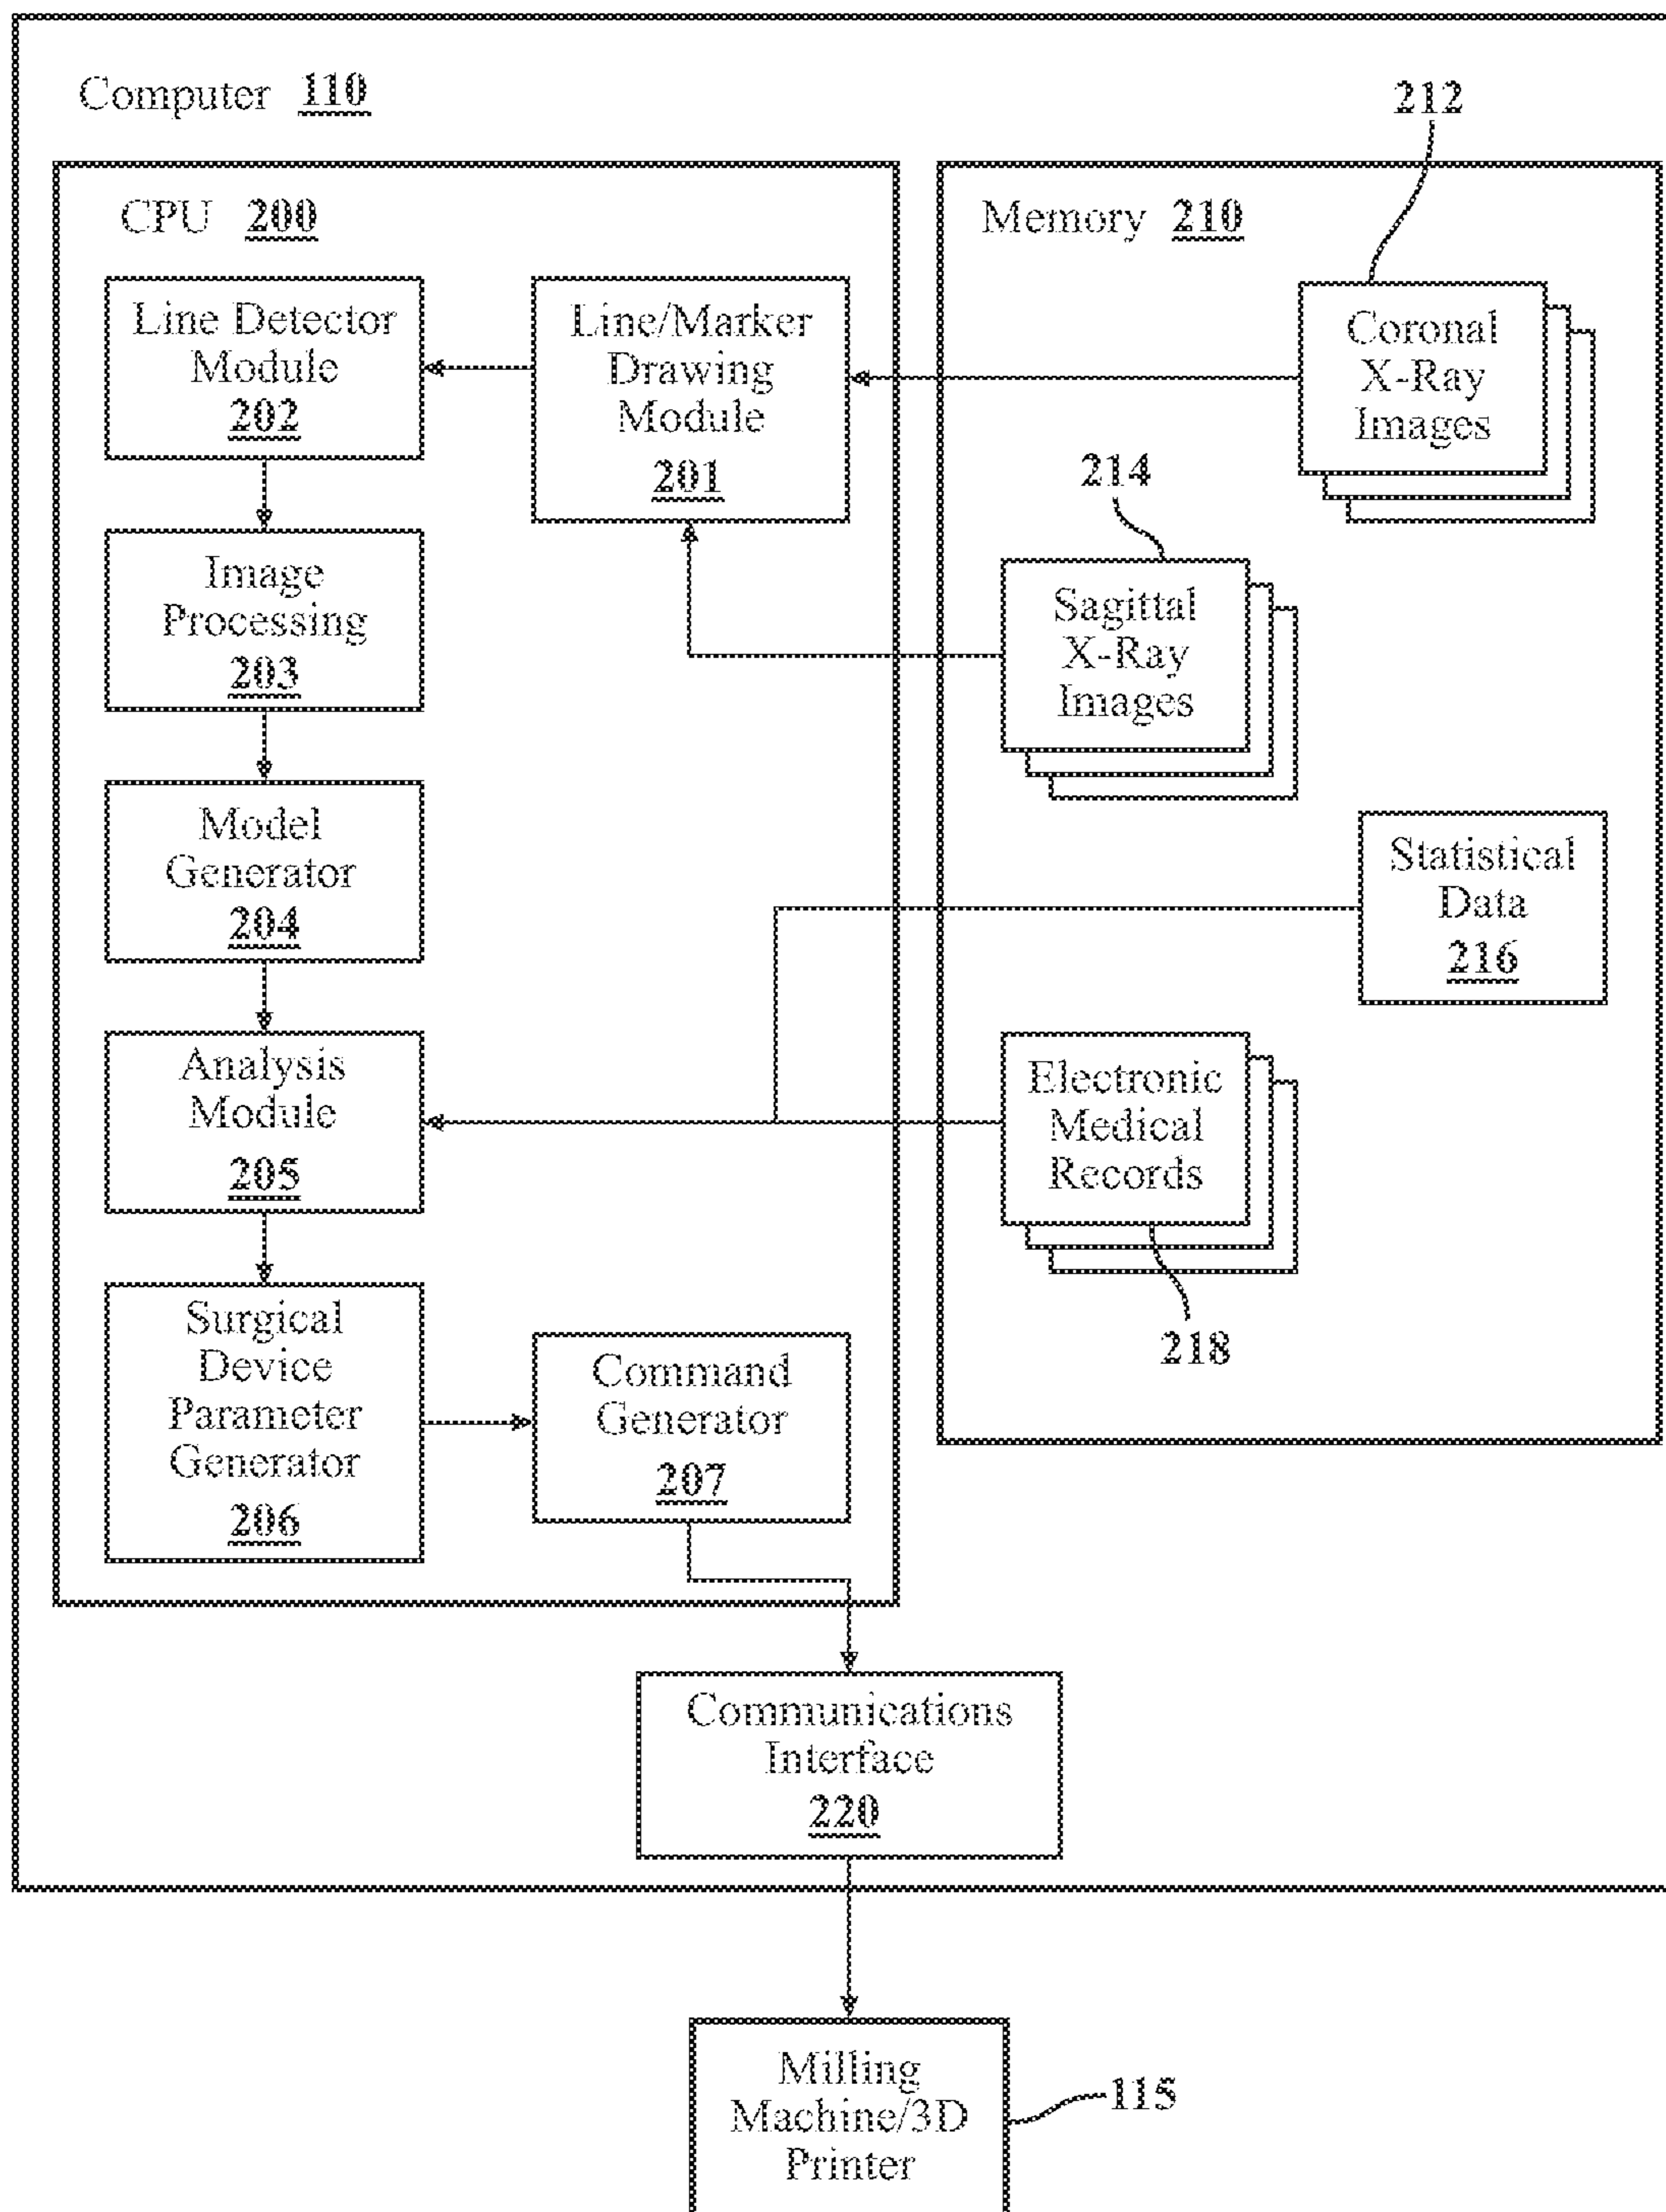 Computer 110
212
CPU 200
Memory 210
Line Detector
Module
202
Line/Marker
Drawing
Module
201
Coronal
X-Ray
Images
214
Image
Processing
203
Sagittal
X-Ray
Images
Model
Generator
204
Statistical
Data
216
Analysis
Module
205
Electronic
Medical
Records
218
Surgical
Device
Parameter
Generator
206
Command
Generator
207
Communications
Interface
220
Milling
Machine/3D
Printer
115